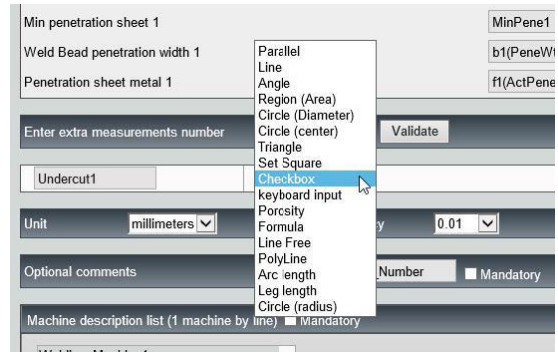 Min penetration sheet 1
MinPene1
Weld Bead penetration width 1
b1(PeneWt
Penetration sheet metal 1
f1(ActPene
Parallel
Line
Angle
Region (Area)
Circle (Diameter)
Circle (center)
Triangle
Set Square
Checkbox
keyboard input
Porcsity
Formula
Line Free
PolyLine
Arc length
Leg length
Circle (radius)
Enter extra measurements number
Validate
Undercut1
Unit
millimeters
y
0.01
Optional comments
_Number
Mandatory
Machine description list (1 machine by line)
Mandatory